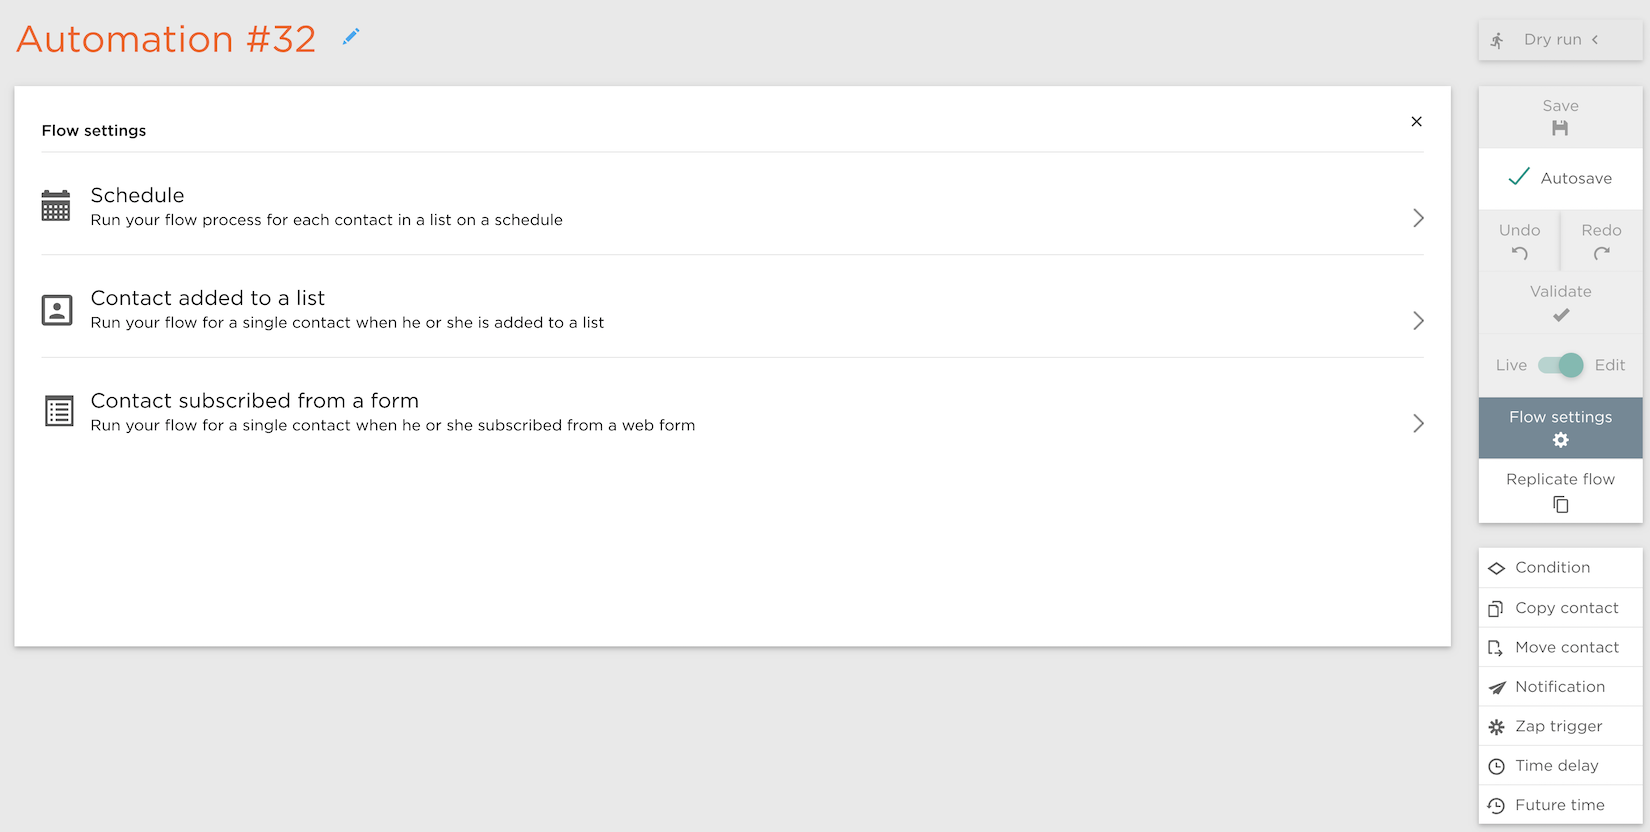 Automation #32
Dry run
Flow settings
Schedule
Run your flow process for each contact in a list on a schedule
Contact added to a list
Run your flow for a single contact when he or she is added to a list
Contact subscribed from a form
Run your flow for a single contact when he or she subscribed from a web form
Save
Autosave
Undo Redo
Validate
Live Edit
Flow settings
Replicate flow
Condition
Copy contact
Move contact
Notification
Zap trigger
Time delay
Future time